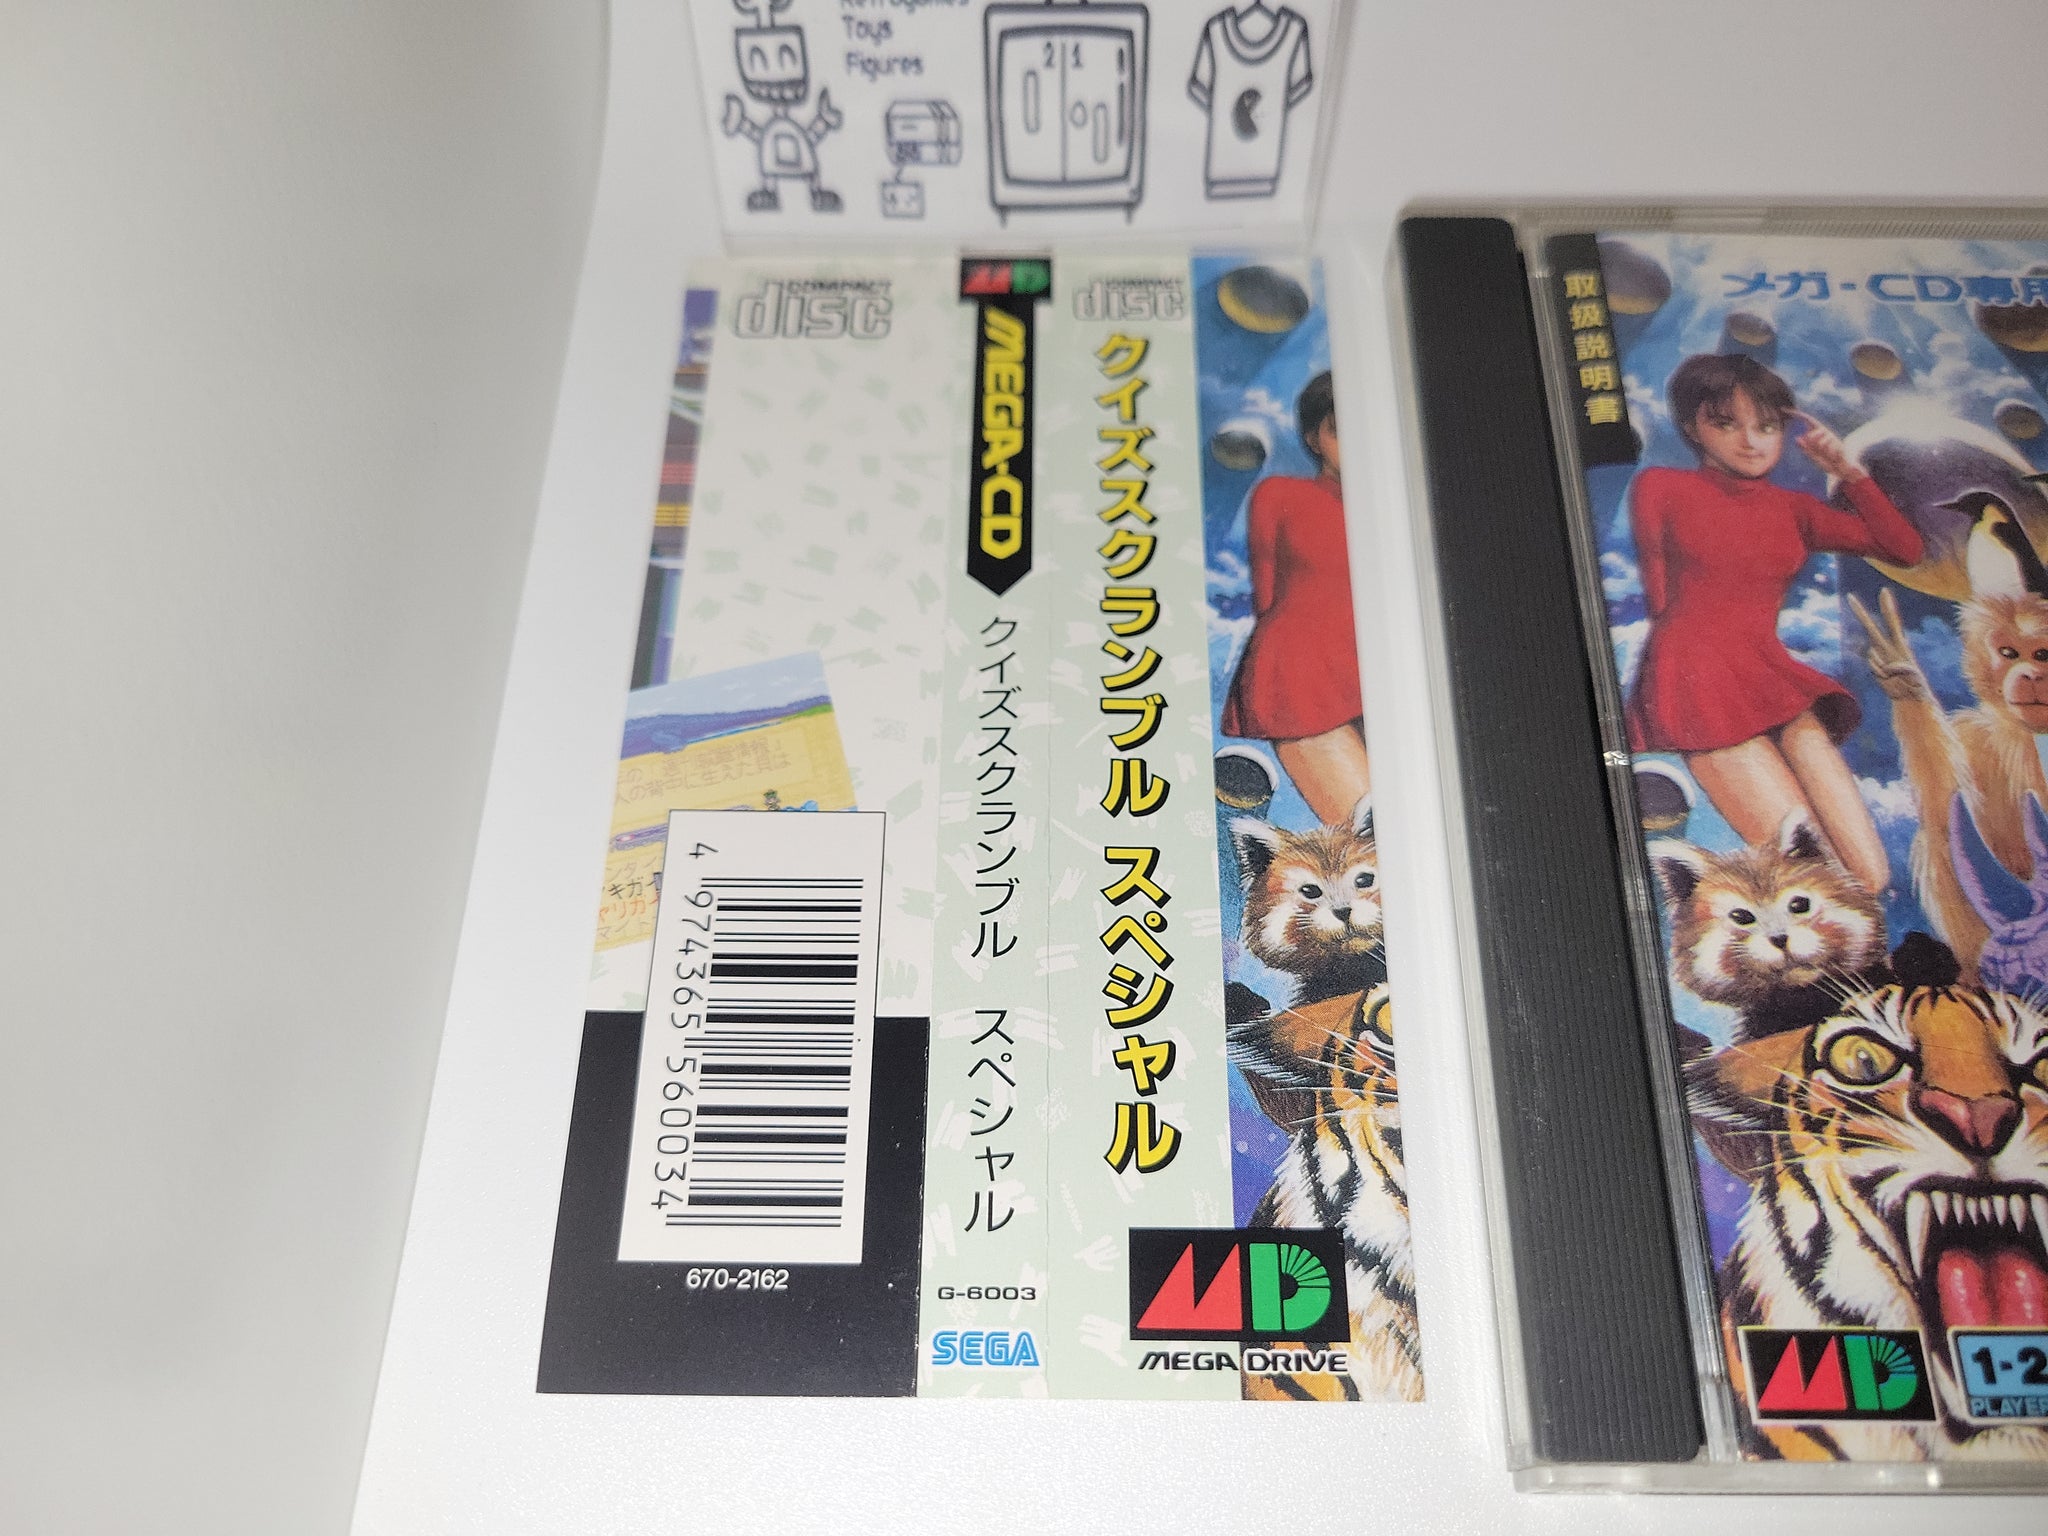 Retrogames
Toys
Figures
21
COMPACT
disc
4 974365 560034
670-2162
MD
MEGA-CD
クイズスクランブル スペシャル
G-6003
SEGA
COMPACT
disc
クイズスクランブル スペシャル
MD
MEGA DRIVE
取扱説明書
メガ・CD専用
MD
1-2
PLAYER